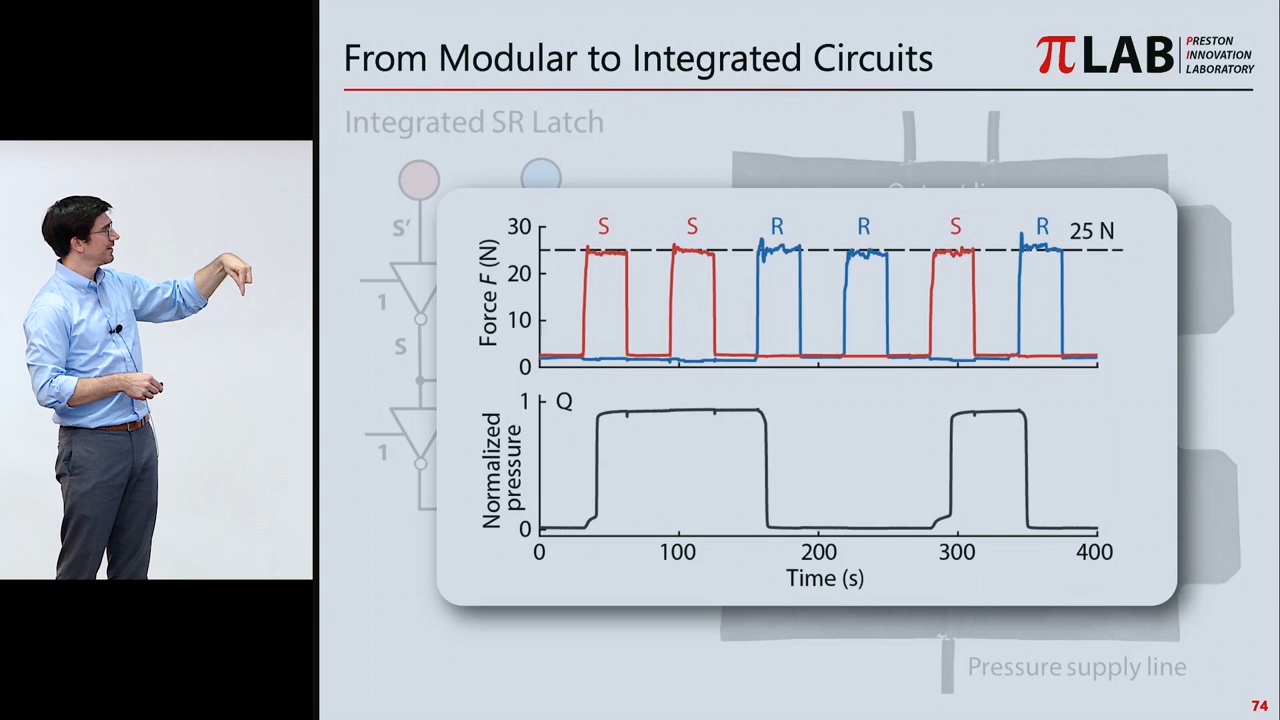 From Modular to Integrated Circuits
πLAB
PRESTON
INNOVATION
LABORATORY
Integrated SR Latch
S'
1
S
1
Force F (N)
30
20
10
0
S
S
R
R
S
R
25 N
Normalized
pressure
1
0
Q
0
100
200
300
400
Time (s)
Pressure supply line
74